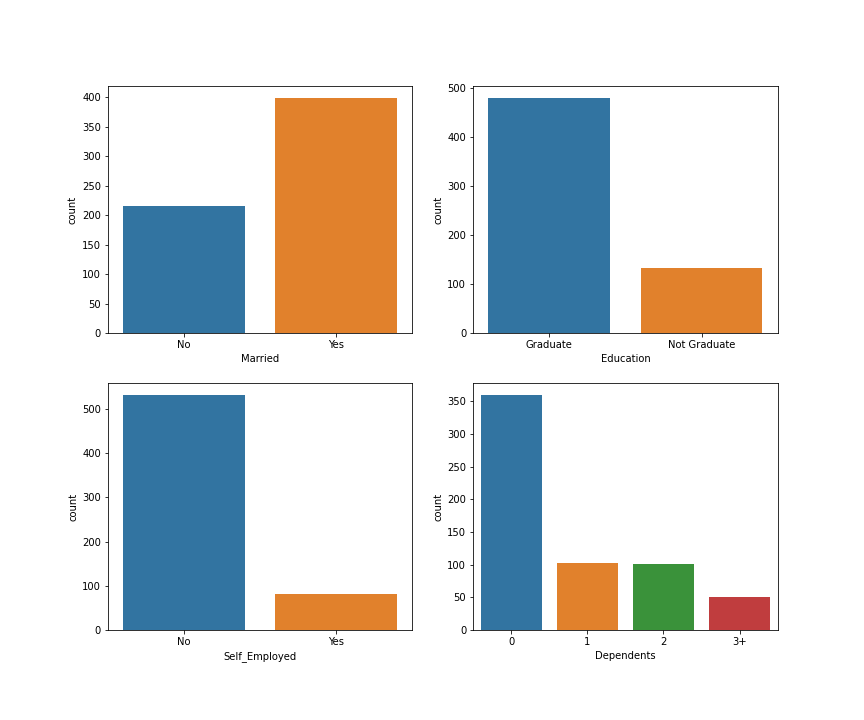 400
350
300
250
200
150
100
50
0
count
No Yes
Married
500
400
300
200
100
0
count
Graduate Not Graduate
Education
500
400
300
200
100
0
count
No Yes
Self_Employed
350
300
250
200
150
100
50
0
count
0 1 2 3+
Dependents